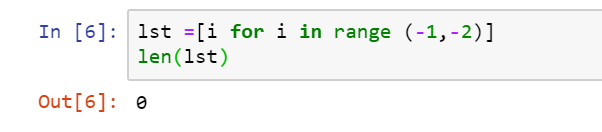 In [6]: lst =[i for i in range (-1,-2)]
len(lst)
Out[6]: 0